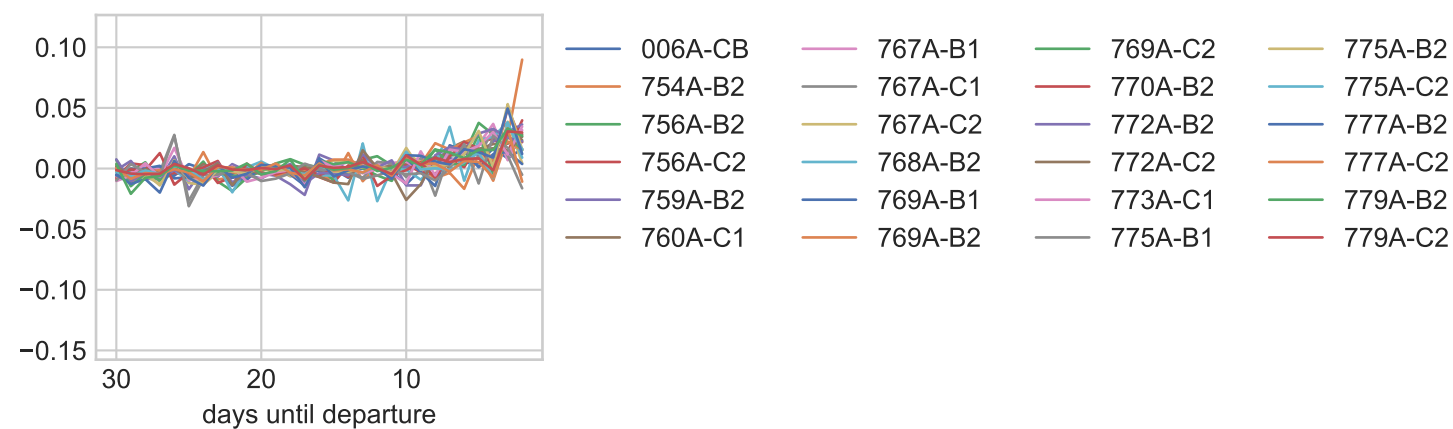 0.10
0.05
0.00
−0.05
−0.10
−0.15
30 20 10
days until departure
006A-CB 767A-B1 769A-C2 775A-B2
754A-B2 767A-C1 770A-B2 775A-C2
756A-B2 767A-C2 772A-B2 777A-B2
756A-C2 768A-B2 772A-C2 777A-C2
759A-B2 769A-B1 773A-C1 779A-B2
760A-C1 769A-B2 775A-B1 779A-C2